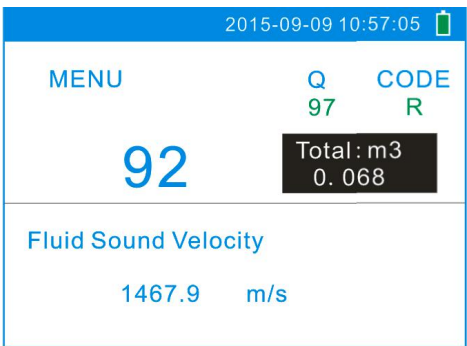 2015-09-09 10:57:05
MENU Q CODE
97 R
92 Total:m3
0.068
Fluid Sound Velocity
1467.9 m/s